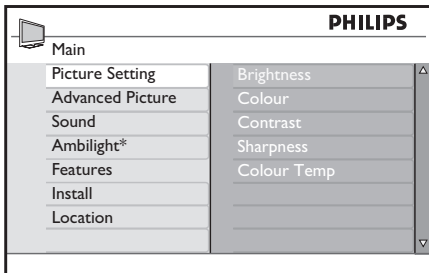 PHILIPS
Main
Picture Setting
Advanced Picture
Sound
Ambilight*
Features
Install
Location
Brightness
Colour
Contrast
Sharpness
Colour Temp